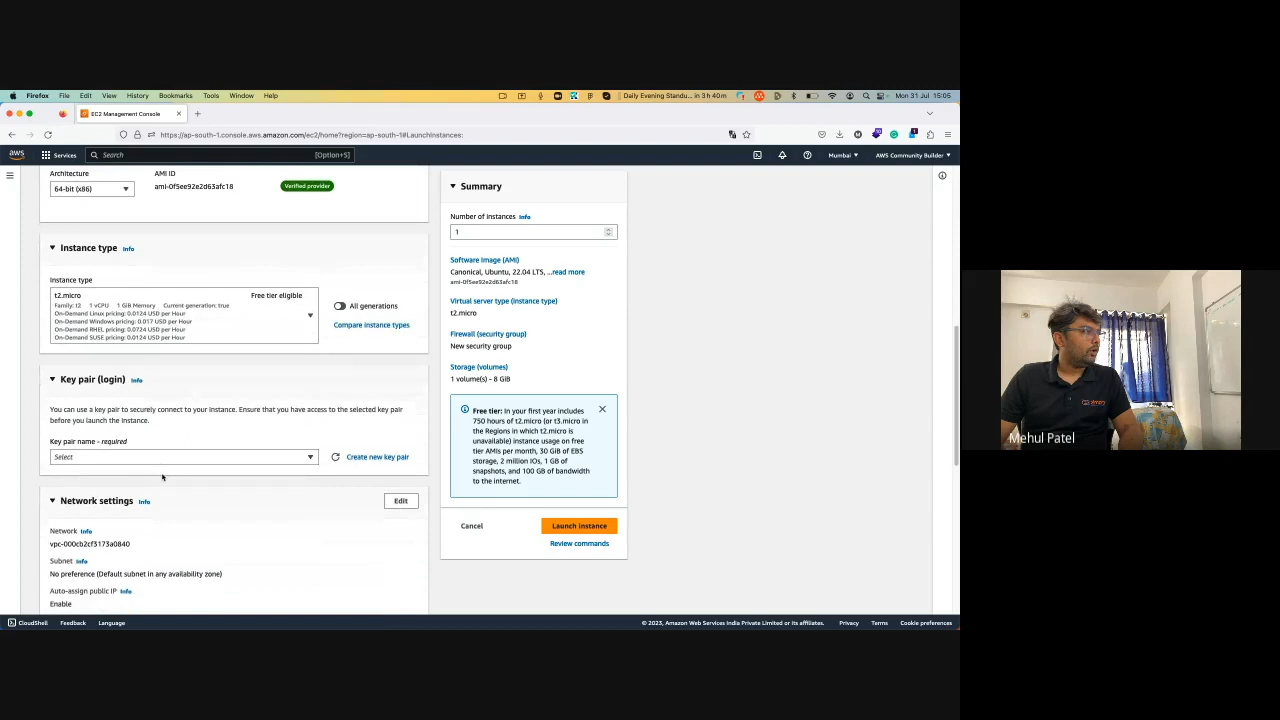 Firefox File Edit View History Bookmarks Tools Window Help
Daily Evening Standu... in 3 h 40m
Mon 31 Jul 15:05
EC2 Management Console
https://ap-south-1.console.aws.amazon.com/ec2/home?region=ap-south-1#LaunchInstances:
aws
Services
Search
[Option+S]
Mumbai
AWS Community Builder
Architecture
64-bit (x86)
AMI ID
ami-0f5ee92e2d63afc18
Verified provider
Instance type Info
Instance type
t2.micro
Free tier eligible
Family: t2 1 vCPU 1 GiB Memory Current generation: true
On-Demand Linux pricing: 0.0124 USD per Hour
On-Demand Windows pricing: 0.017 USD per Hour
On-Demand RHEL pricing: 0.0724 USD per Hour
On-Demand SUSE pricing: 0.0124 USD per Hour
All generations
Compare instance types
Key pair (login) Info
You can use a key pair to securely connect to your instance. Ensure that you have access to the selected key pair
before you launch the instance.
Key pair name - required
Select
Create new key pair
Network settings Info
Edit
Network Info
vpc-000cb2cf3173a0840
Subnet Info
No preference (Default subnet in any availability zone)
Auto-assign public IP Info
Enable
Summary
Number of instances Info
1
Software Image (AMI)
Canonical, Ubuntu, 22.04 LTS, ...read more
ami-0f5ee92e2d63afc18
Virtual server type (instance type)
t2.micro
Firewall (security group)
New security group
Storage (volumes)
1 volume(s) - 8 GiB
Free tier: In your first year includes
750 hours of t2.micro (or t3.micro in
the Regions in which t2.micro is
unavailable) instance usage on free
tier AMIs per month, 30 GiB of EBS
storage, 2 million IOs, 1 GB of
snapshots, and 100 GB of bandwidth
to the internet.
Cancel
Launch instance
Review commands
CloudShell Feedback Language
© 2023, Amazon Web Services India Private Limited or its affiliates.
Privacy Terms Cookie preferences
Mehul Patel